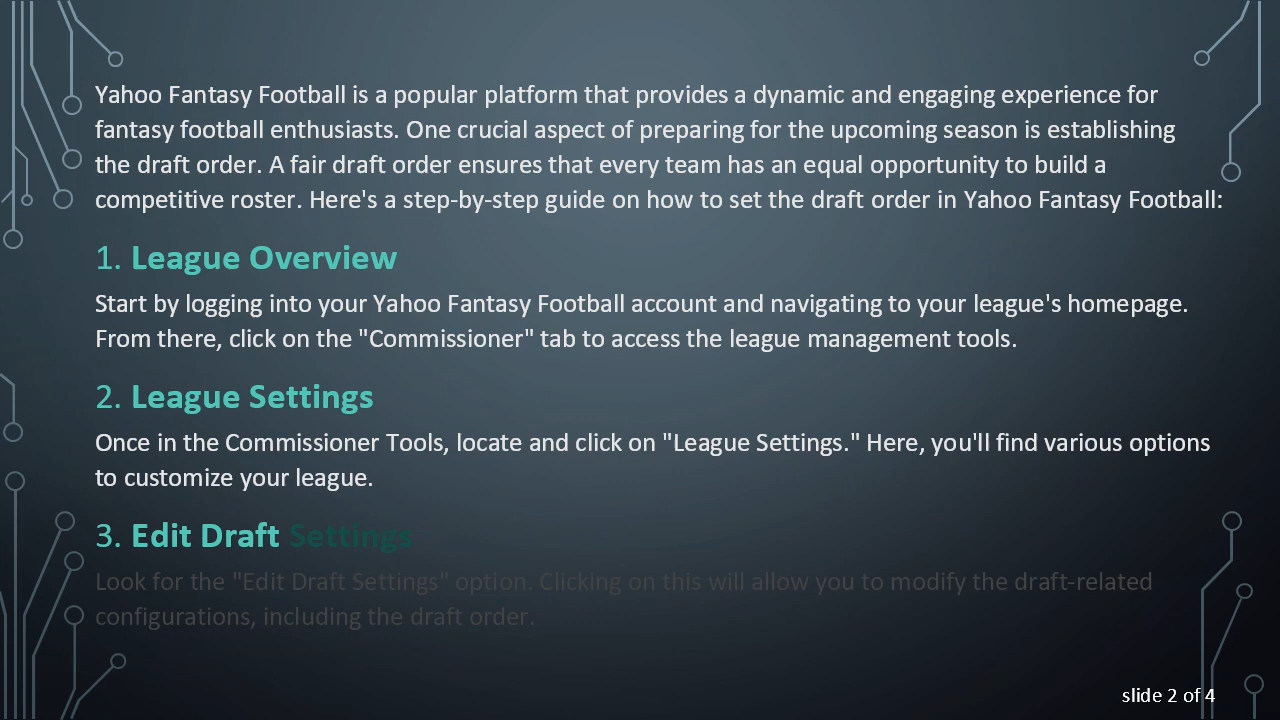 Yahoo Fantasy Football is a popular platform that provides a dynamic and engaging experience for
fantasy football enthusiasts. One crucial aspect of preparing for the upcoming season is establishing
the draft order. A fair draft order ensures that every team has an equal opportunity to build a
competitive roster. Here's a step-by-step guide on how to set the draft order in Yahoo Fantasy Football:
1. League Overview
Start by logging into your Yahoo Fantasy Football account and navigating to your league's homepage.
From there, click on the "Commissioner" tab to access the league management tools.
2. League Settings
Once in the Commissioner Tools, locate and click on "League Settings." Here, you'll find various options
to customize your league.
3. Edit Draft Settings
Look for the "Edit Draft Settings" option. Clicking on this will allow you to modify the draft-related
configurations, including the draft order.
slide 2 of 4